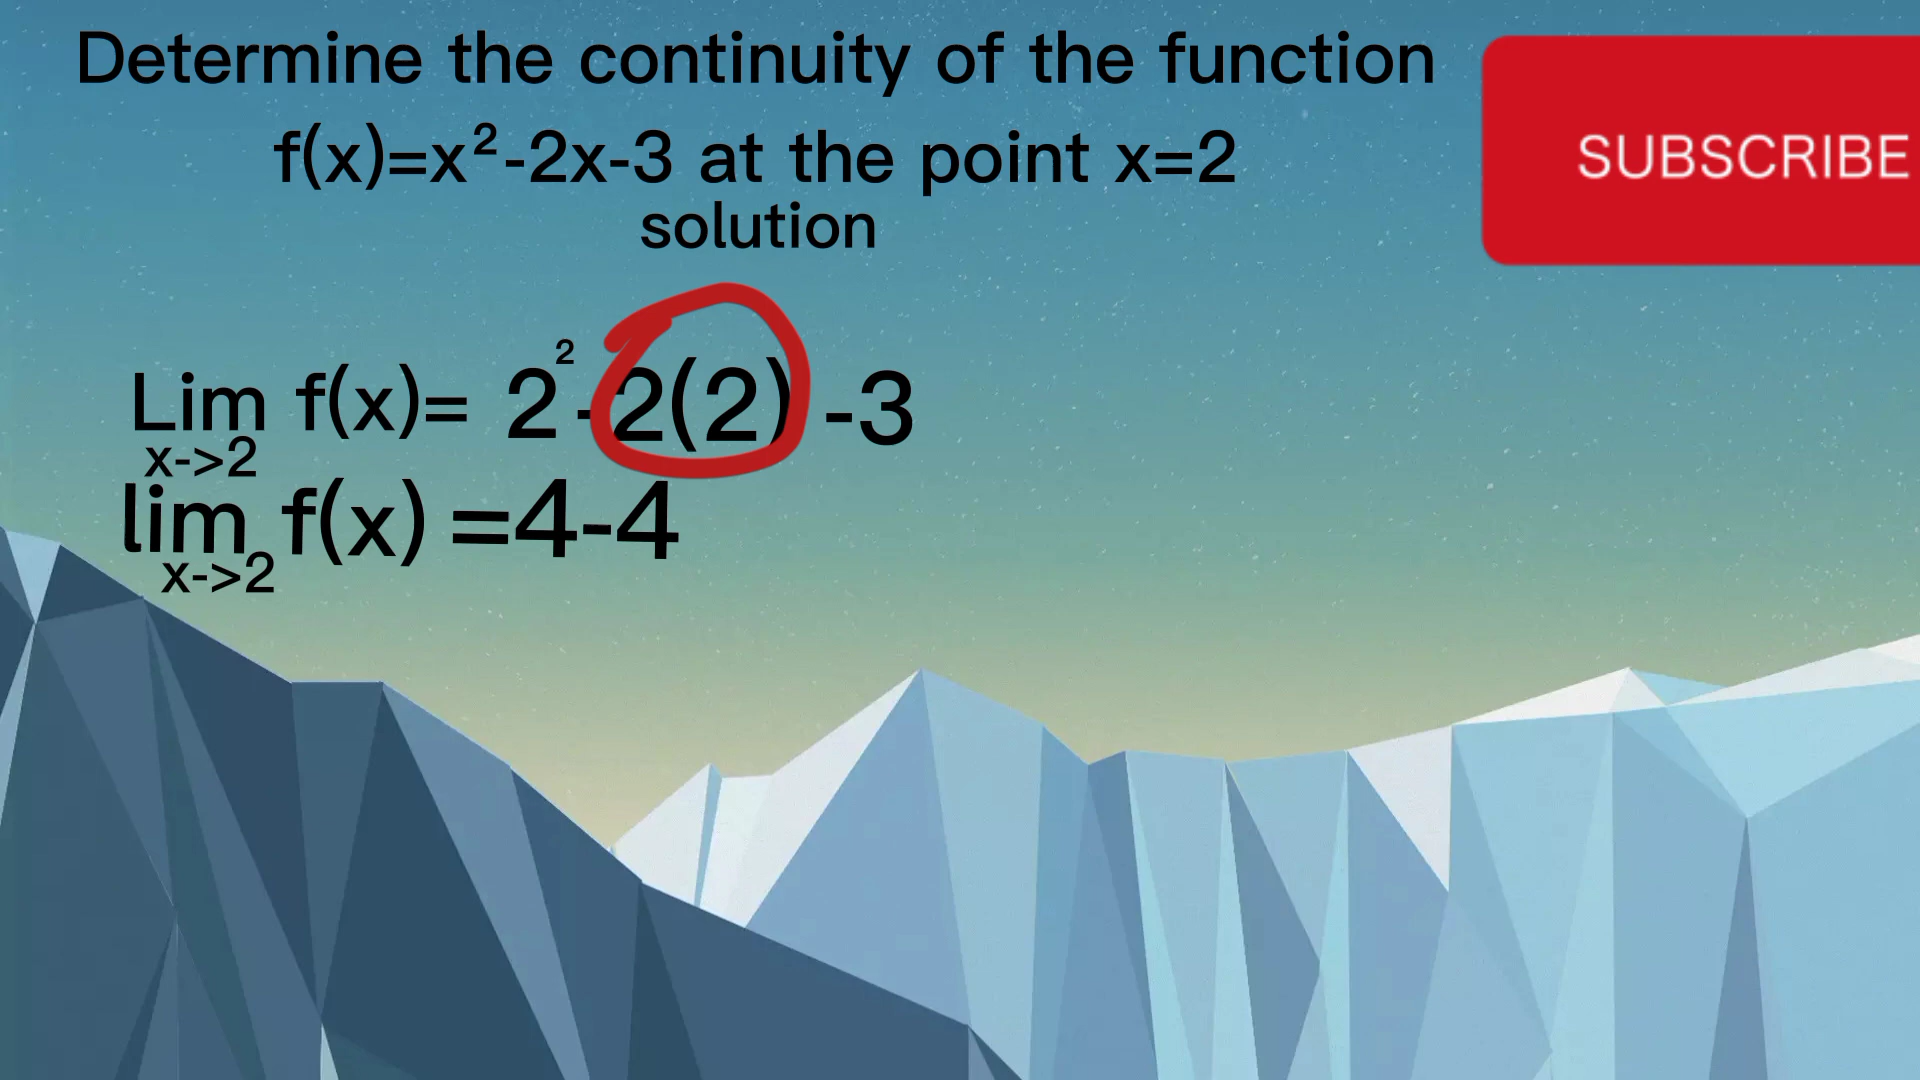 Determine the continuity of the function
f(x)=x²-2x-3 at the point x=2
SUBSCRIBE
solution
Lim f(x)= 2²-2(2) -3
x->2
lim f(x) =4-4
x->2